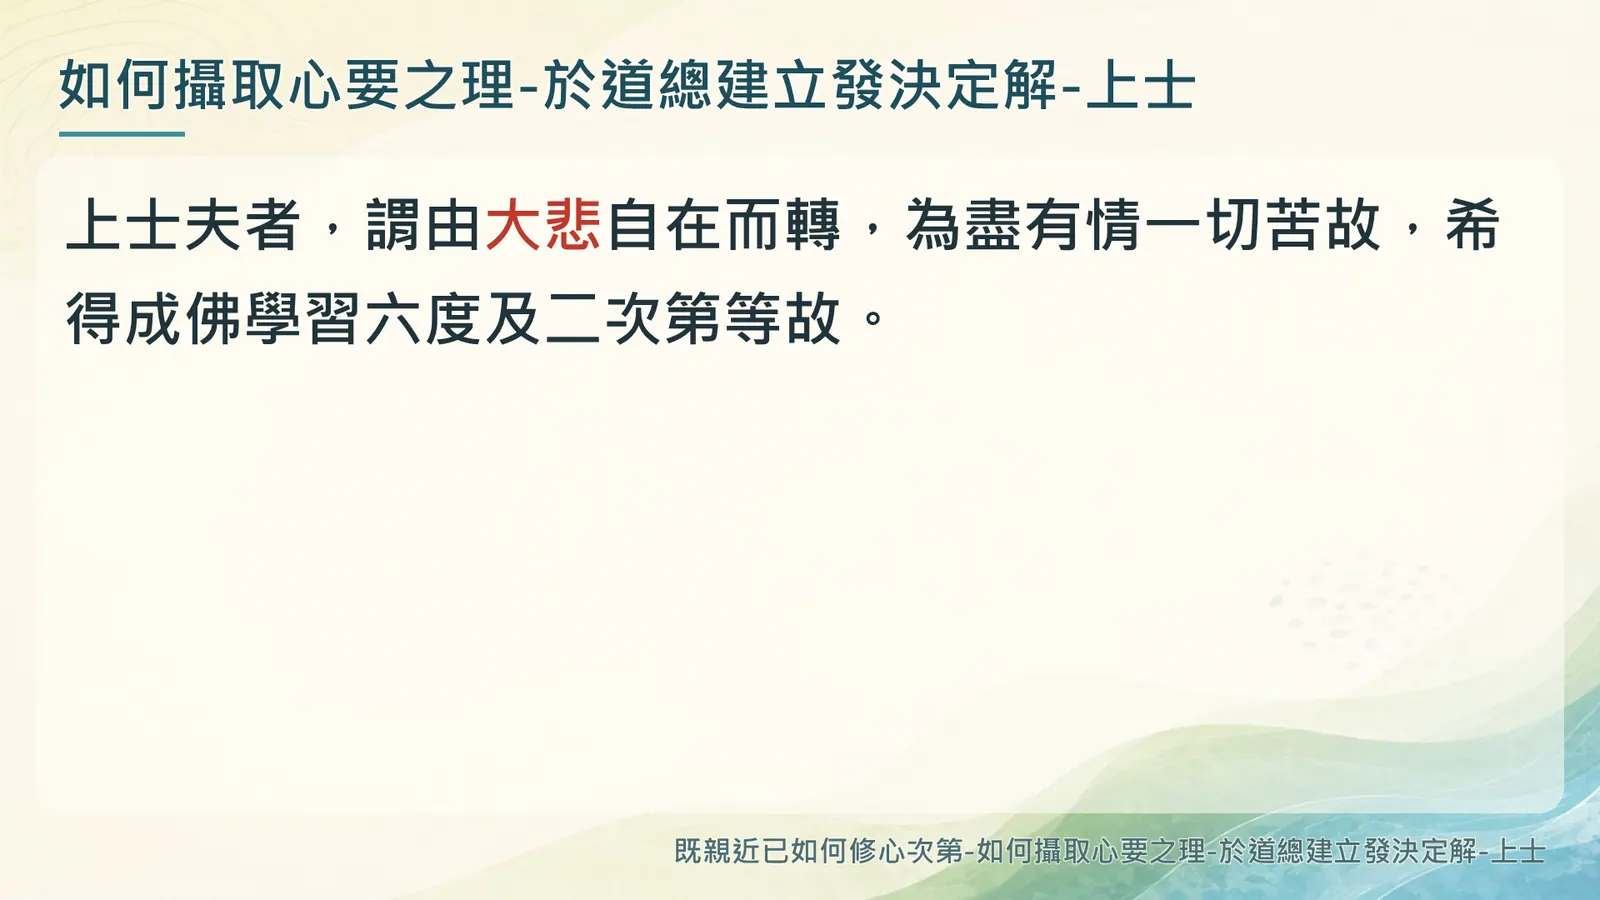 如何攝取心要之理-於道總建立發決定解-上士
上士夫者，謂由大悲自在而轉，為盡有情一切苦故，希
得成佛學習六度及二次第等故。
既親近已如何修心次第-如何攝取心要之理-於道總建立發決定解-上士